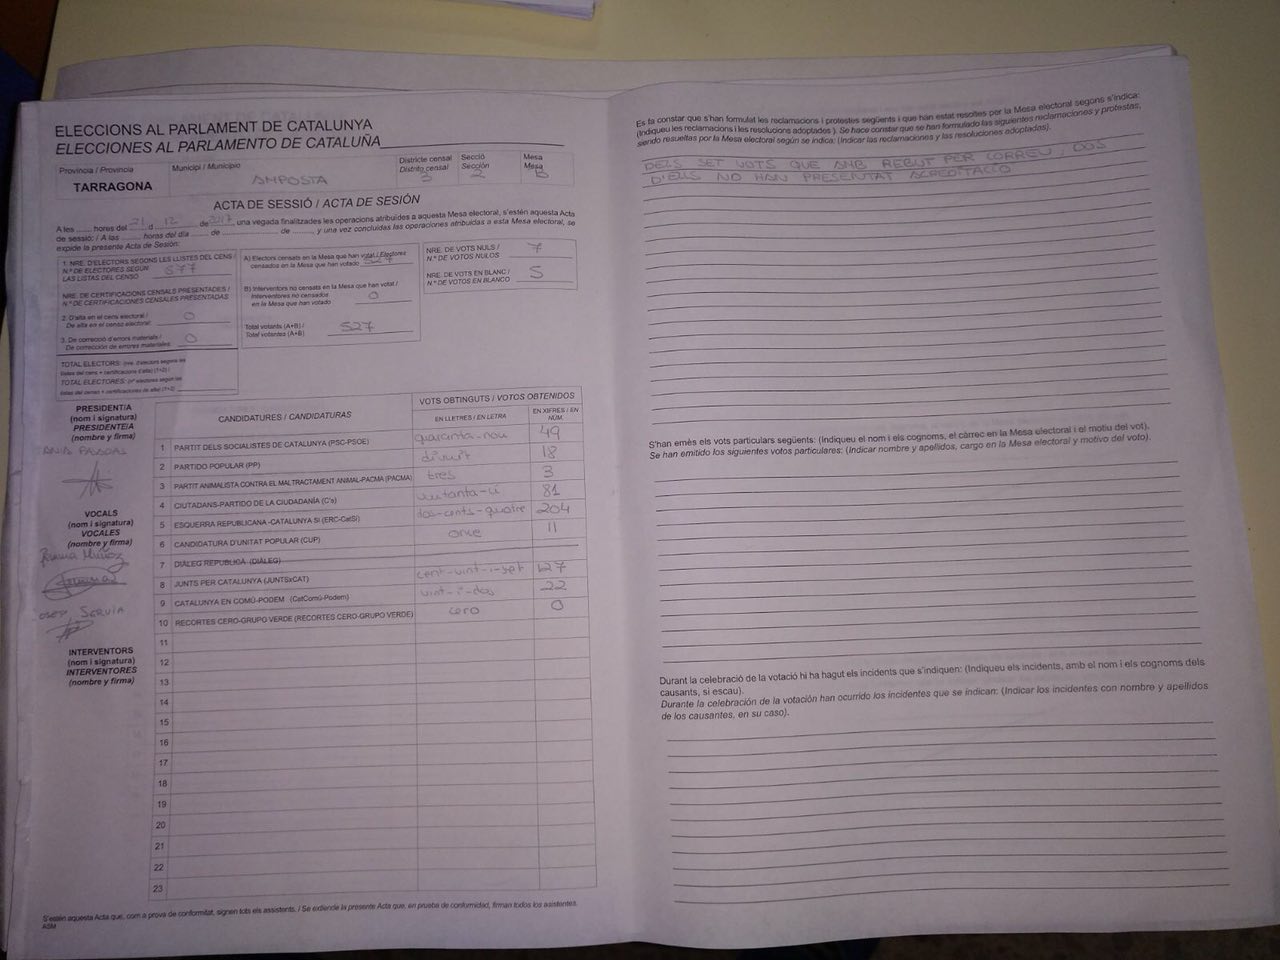 ELECCIONS AL PARLAMENT DE CATALUNYA
ELECCIONES AL PARLAMENTO DE CATALUÑA
Província / Provincia
TARRAGONA
Municipi / Municipio
AMPOSTA
Districte censal
Distrito censal
3
Secció
Sección
2
Mesa
Mesa
B
ACTA DE SESSIÓ / ACTA DE SESIÓN
A les ........ hores del 21 d 12 de 2017, una vegada finalitzades les operacions atribuïdes a aquesta Mesa electoral, s'estén aquesta Acta
de sessió: / A las ........ horas del día ........ de ........ de ........ y una vez concluidas las operaciones atribuidas a esta Mesa electoral, se
expide la presente Acta de Sesión:
1. NRE. D'ELECTORS SEGONS LES LLISTES DEL CENS /
N.º DE ELECTORES SEGÚN
LAS LISTAS DEL CENSO 677
NRE. DE CERTIFICACIONS CENSALS PRESENTADES /
N.º DE CERTIFICACIONES CENSALES PRESENTADAS
2. D'alta en el cens electoral /
De alta en el censo electoral: 0
3. De correcció d'errors materials /
De corrección de errores materiales: 0
TOTAL ELECTORS: (nre. d'electors segons les
llistes del cens + certificacions d'alta) (1+2) /
TOTAL ELECTORES: (nº electores según las
listas del censo + certificaciones de alta) (1+2)
A) Electors censats en la Mesa que han votat / Electores
censados en la Mesa que han votado 527
B) Interventors no censats en la Mesa que han votat /
Interventores no censados
en la Mesa que han votado 0
Total votants (A+B) /
Total votantes (A+B) 527
NRE. DE VOTS NULS /
N.º DE VOTOS NULOS 7
NRE. DE VOTS EN BLANC /
N.º DE VOTOS EN BLANCO 5
PRESIDENT/A
(nom i signatura)
PRESIDENTE/A
(nombre y firma)
VOCALS
(nom i signatura)
VOCALES
(nombre y firma)
Muñoz
INTERVENTORS
(nom i signatura)
INTERVENTORES
(nombre y firma)
CANDIDATURES / CANDIDATURAS
VOTS OBTINGUTS / VOTOS OBTENIDOS
EN LLETRES / EN LETRA
EN XIFRES / EN NÚM.
1 PARTIT DELS SOCIALISTES DE CATALUNYA (PSC-PSOE) quaranta-nou 49
2 PARTIDO POPULAR (PP) divuit 18
3 PARTIT ANIMALISTA CONTRA EL MALTRACTAMENT ANIMAL-PACMA (PACMA) tres 3
4 CIUTADANS-PARTIDO DE LA CIUDADANÍA (C's) vuitanta-u 81
5 ESQUERRA REPUBLICANA-CATALUNYA SÍ (ERC-CatSí) dos-cents-quatre 204
6 CANDIDATURA D'UNITAT POPULAR (CUP) onze 11
7 DIÀLEG REPUBLICÀ (DIÀLEG)
8 JUNTS PER CATALUNYA (JUNTSxCAT) cent-vint-i-set 127
9 CATALUNYA EN COMÚ-PODEM (CatComú-Podem) vint-i-dos 22
10 RECORTES CERO-GRUPO VERDE (RECORTES CERO-GRUPO VERDE) cero 0
11
12
13
14
15
16
17
18
19
20
21
22
23
S'estén aquesta Acta que, com a prova de conformitat, signen tots els assistents. / Se extiende la presente Acta que, en prueba de conformidad, firman todos los asistentes.
ASM
Es fa constar que s'han formulat les reclamacions i protestes següents i que han estat resoltes per la Mesa electoral segons s'indica:
(Indiqueu les reclamacions i les resolucions adoptades). Se hace constar que se han formulado las siguientes reclamaciones y protestas,
siendo resueltas por la Mesa electoral según se indica: (Indicar las reclamaciones y las resoluciones adoptadas).
DELS SET VOTS QUE AMB REBUT PER CORREU, DOS
D'ELLS NO HAN PRESENTAT ACREDITACIÓ
S'han emès els vots particulars següents: (Indiqueu el nom i els cognoms, el càrrec en la Mesa electoral i el motiu del vot).
Se han emitido los siguientes votos particulares: (Indicar nombre y apellidos, cargo en la Mesa electoral y motivo del voto).
Durant la celebració de la votació hi ha hagut els incidents que s'indiquen: (Indiqueu els incidents, amb el nom i els cognoms dels
causants, si escau).
Durante la celebración de la votación han ocurrido los incidentes que se indican: (Indicar los incidentes con nombre y apellidos
de los causantes, en su caso).